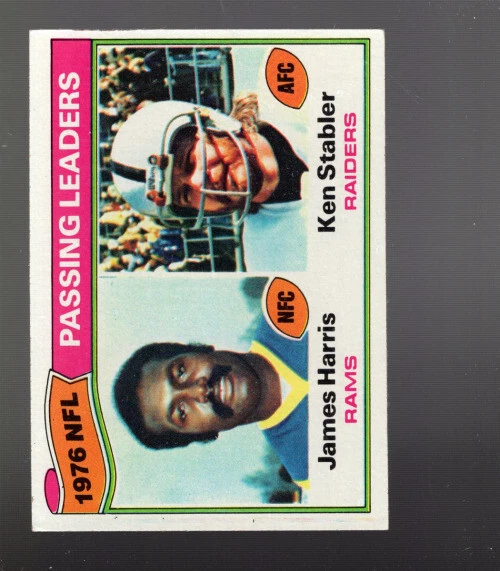 1976 NFL PASSING LEADERS
NFC
AFC
James Harris
RAMS
Ken Stabler
RAIDERS